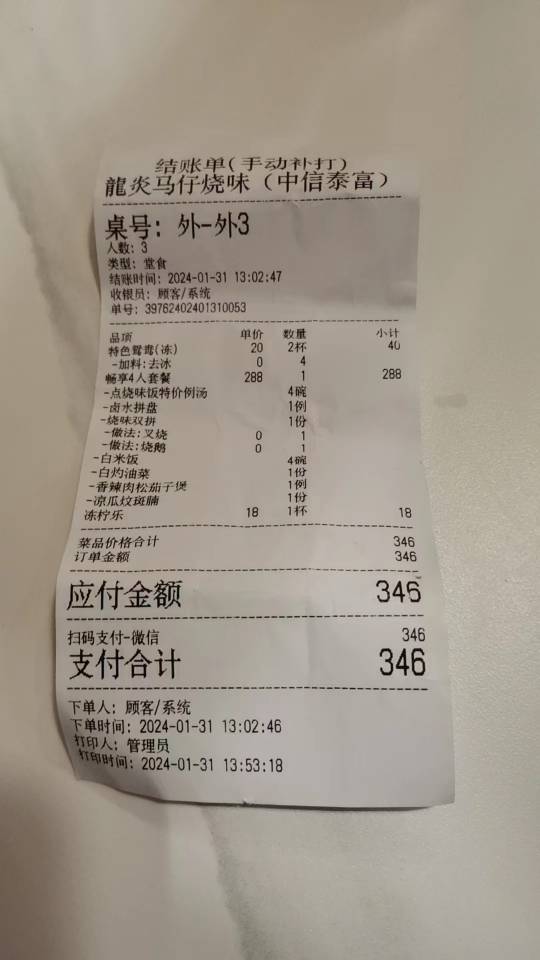 结账单(手动补打)
龍炎马仔烧味（中信泰富）
桌号: 外-外3
人数: 3
类型: 堂食
结账时间: 2024-01-31 13:02:47
收银员: 顾客/系统
单号: 39762402401310053
品项 单价 数量 小计
特色鸳鸯(冻) 20 2杯 40
-加料:去冰 0 4
畅享4人套餐 288 1 288
-点烧味饭特价例汤 4碗
-卤水拼盘 1例
-烧味双拼 1份
-做法:叉烧 0 1
-做法:烧鹅 0 1
-白米饭 4碗
-白灼油菜 1份
-香辣肉松茄子煲 1例
-凉瓜炆斑腩 1份
冻柠乐 18 1杯 18
菜品价格合计 346
订单金额 346
应付金额 346
扫码支付-微信 346
支付合计 346
下单人: 顾客/系统
下单时间: 2024-01-31 13:02:46
打印人: 管理员
打印时间: 2024-01-31 13:53:18